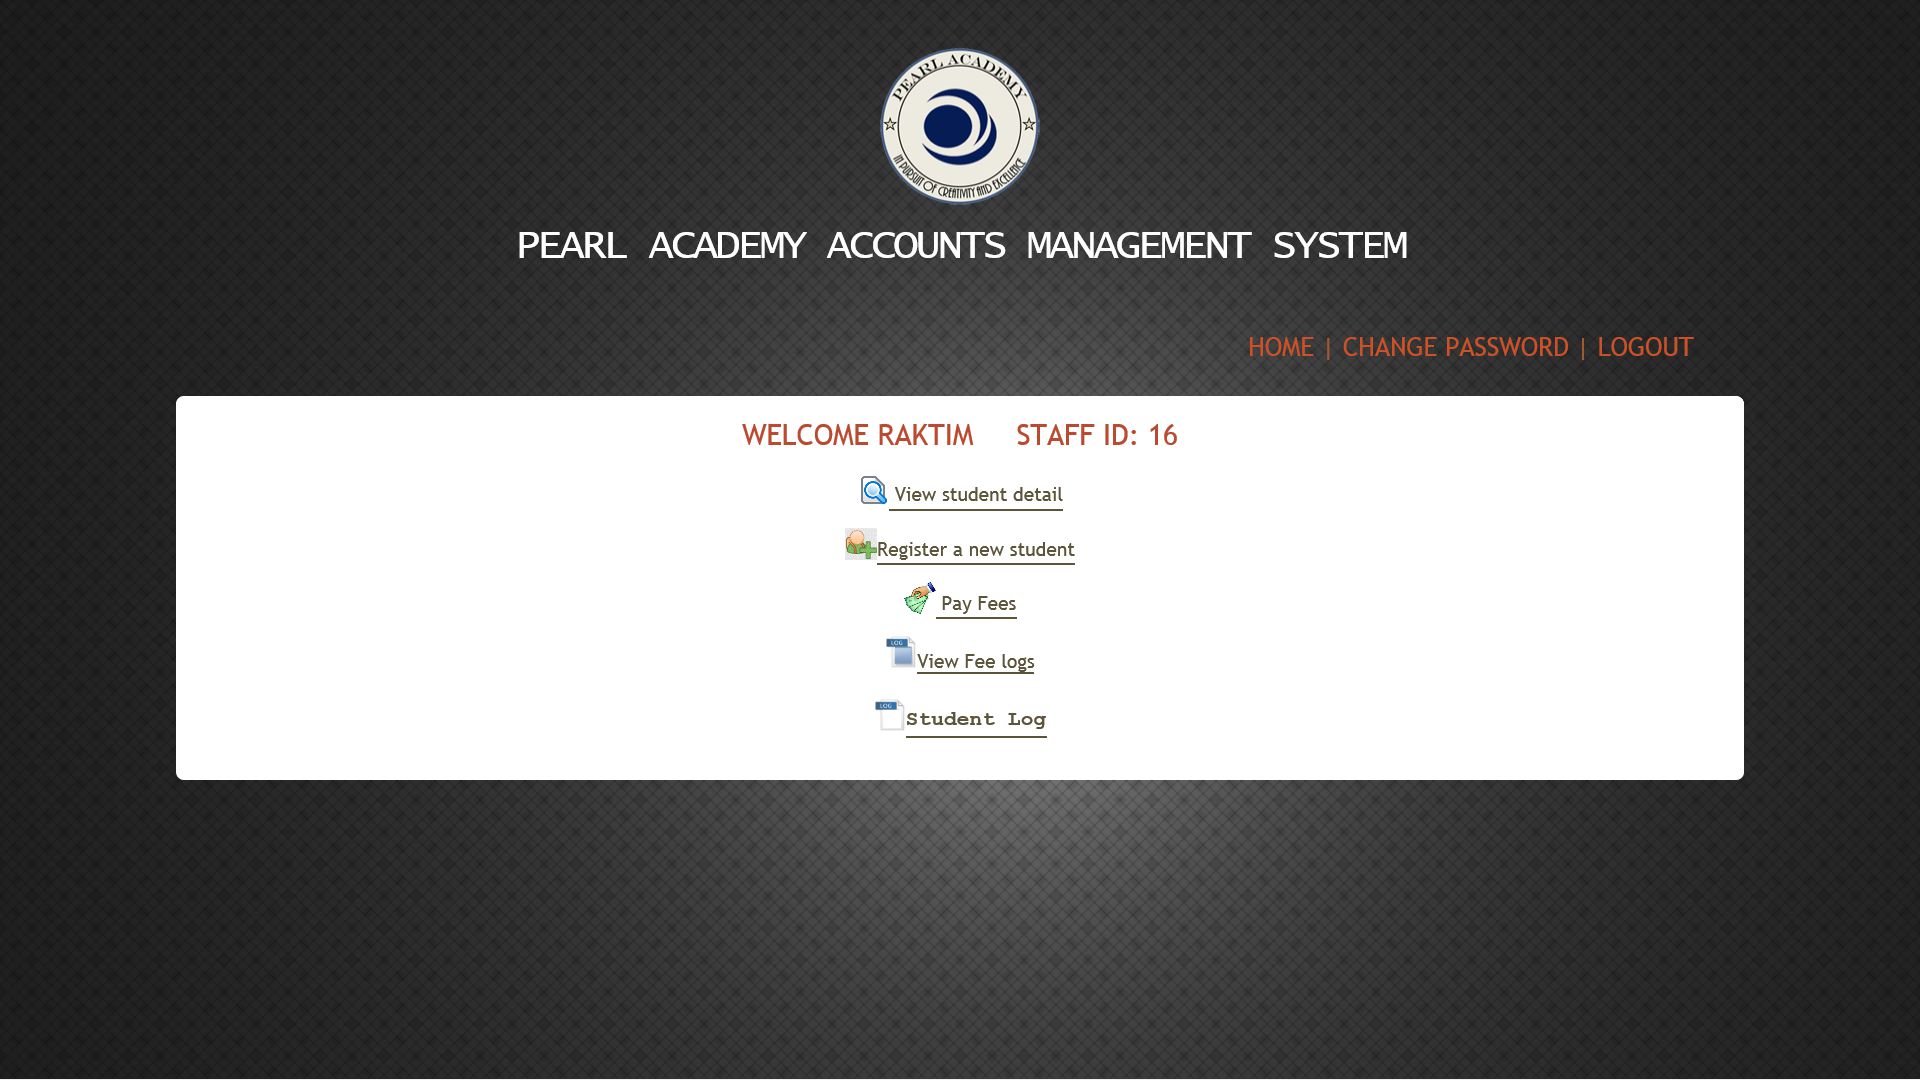 PEARL ACADEMY
IN PURSUIT OF CREATIVITY AND EXCELLENCE
PEARL ACADEMY ACCOUNTS MANAGEMENT SYSTEM
HOME | CHANGE PASSWORD | LOGOUT
WELCOME RAKTIM STAFF ID: 16
View student detail
Register a new student
Pay Fees
LOG
View Fee logs
LOG
Student Log